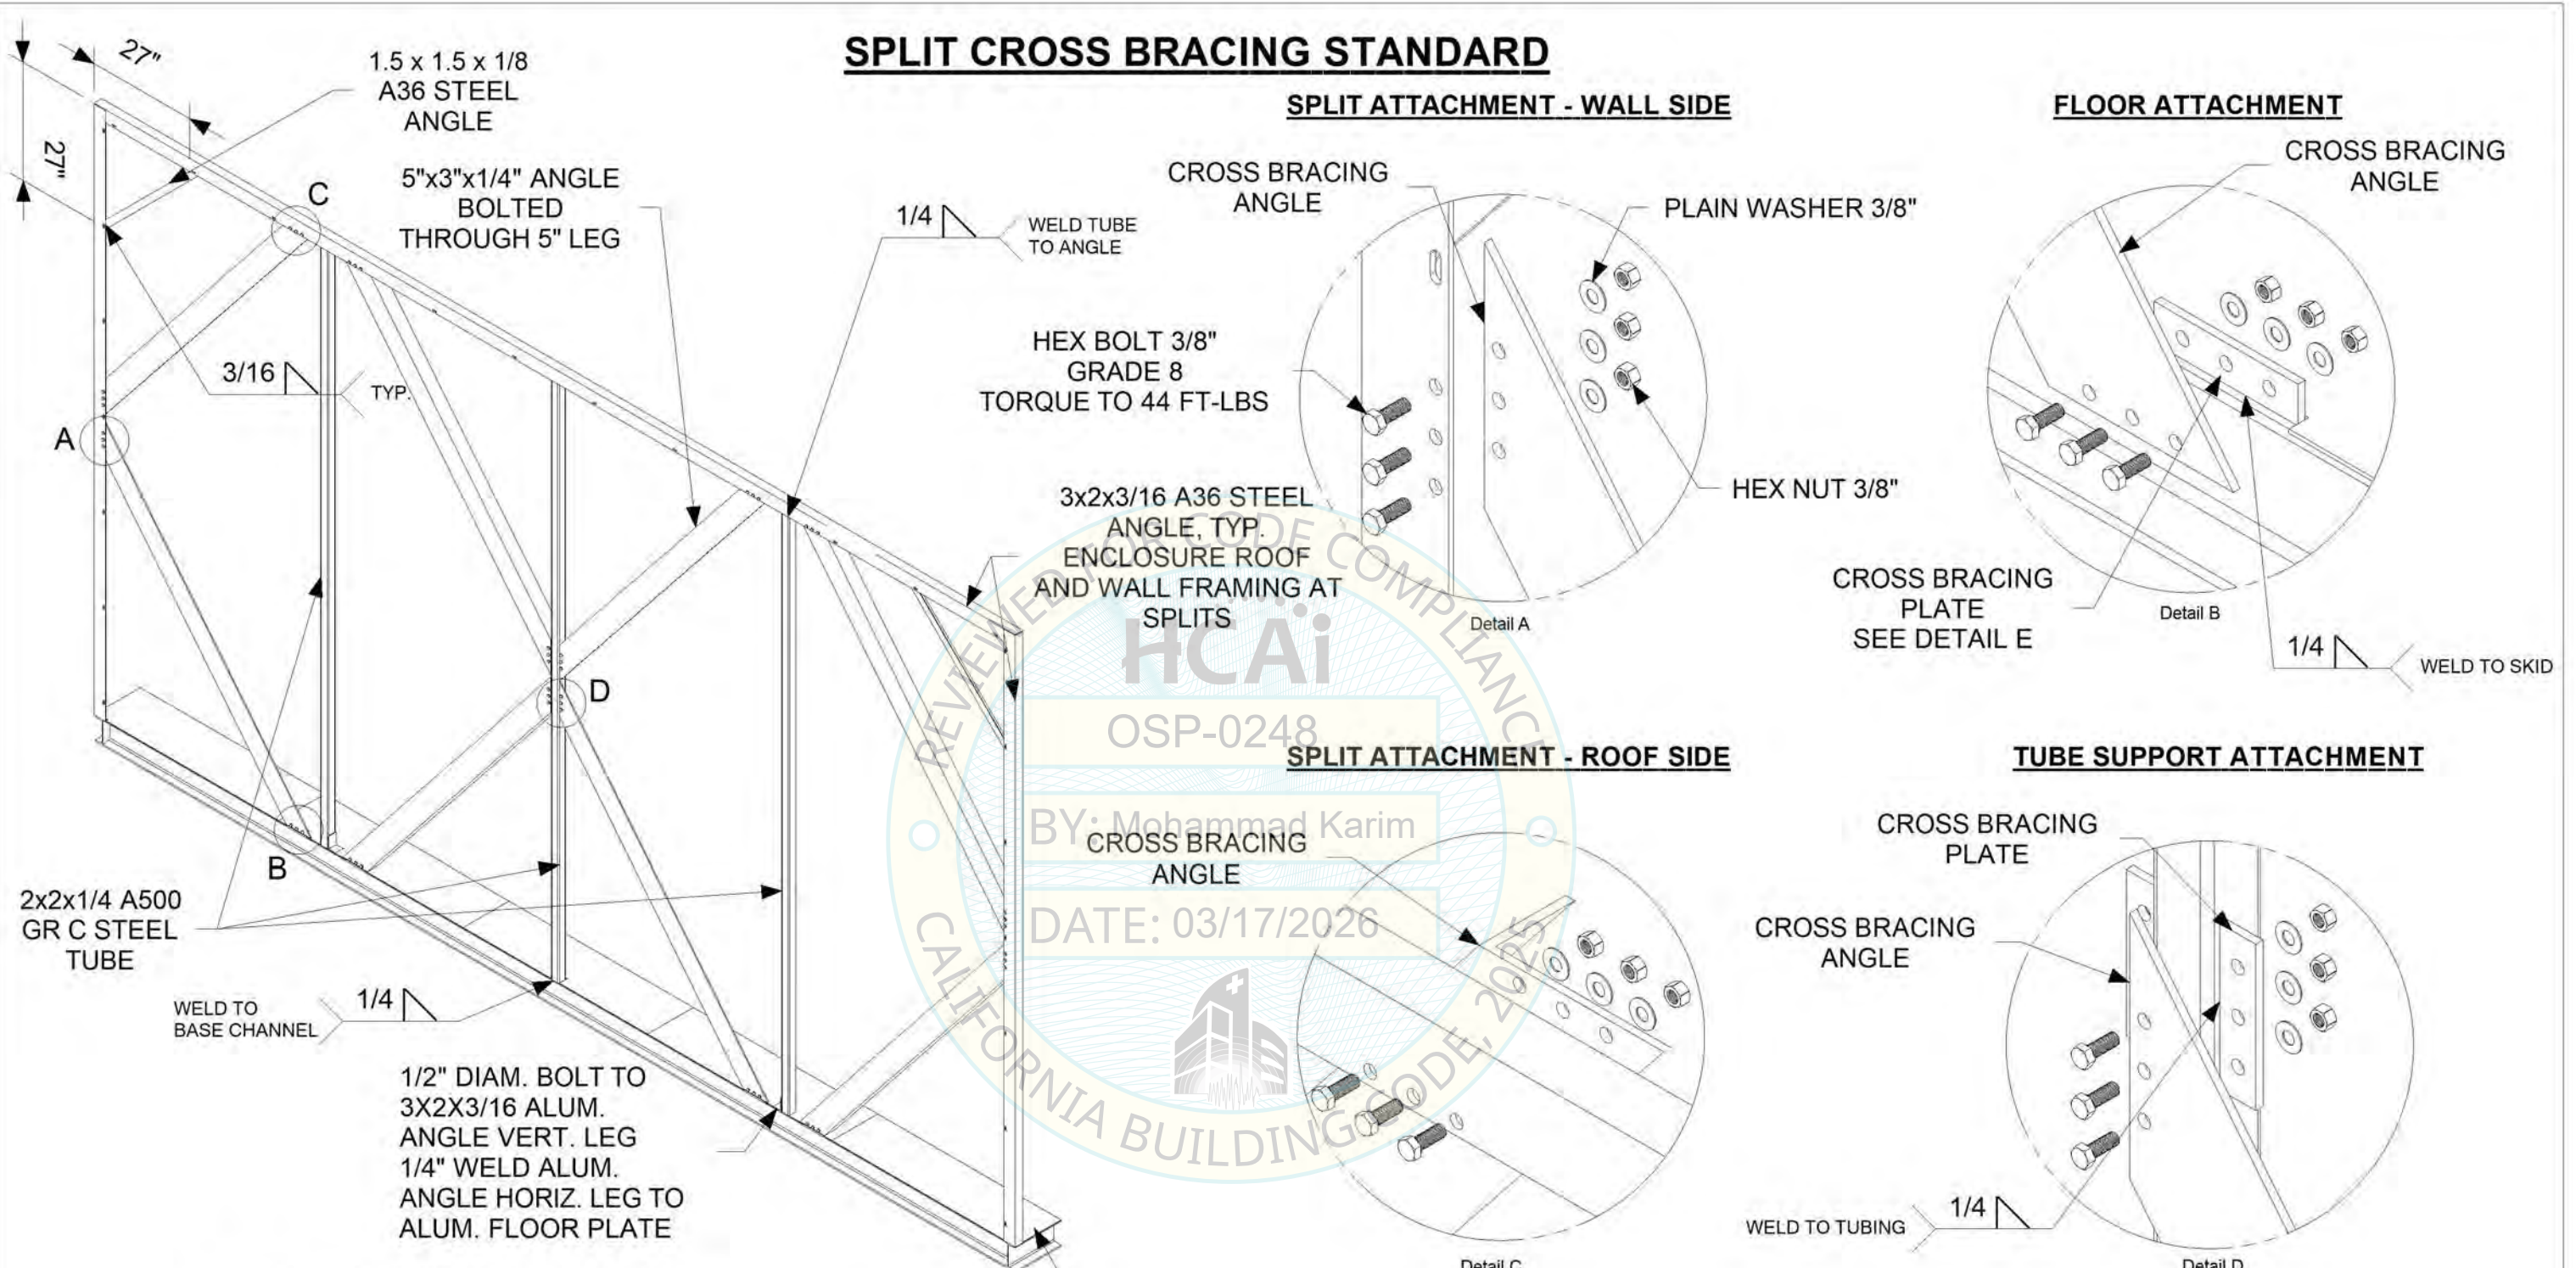 SPLIT CROSS BRACING STANDARD
27"
27"
1.5 x 1.5 x 1/8
A36 STEEL
ANGLE
5"x3"x1/4" ANGLE
BOLTED
THROUGH 5" LEG
C
1/4
WELD TUBE
TO ANGLE
3/16
TYP.
A
D
B
3x2x3/16 A36 STEEL
ANGLE, TYP.
ENCLOSURE ROOF
AND WALL FRAMING AT
SPLITS
2x2x1/4 A500
GR C STEEL
TUBE
WELD TO
BASE CHANNEL
1/4
1/2" DIAM. BOLT TO
3X2X3/16 ALUM.
ANGLE VERT. LEG
1/4" WELD ALUM.
ANGLE HORIZ. LEG TO
ALUM. FLOOR PLATE
SPLIT ATTACHMENT - WALL SIDE
CROSS BRACING
ANGLE
PLAIN WASHER 3/8"
HEX BOLT 3/8"
GRADE 8
TORQUE TO 44 FT-LBS
HEX NUT 3/8"
Detail A
FLOOR ATTACHMENT
CROSS BRACING
ANGLE
CROSS BRACING
PLATE
SEE DETAIL E
Detail B
1/4
WELD TO SKID
SPLIT ATTACHMENT - ROOF SIDE
CROSS BRACING
ANGLE
Detail C
TUBE SUPPORT ATTACHMENT
CROSS BRACING
PLATE
CROSS BRACING
ANGLE
WELD TO TUBING
1/4
Detail D
REVIEWED FOR CODE COMPLIANCE
HCAi
OSP-0248
BY: Mohammad Karim
DATE: 03/17/2026
CALIFORNIA BUILDING CODE, 2025